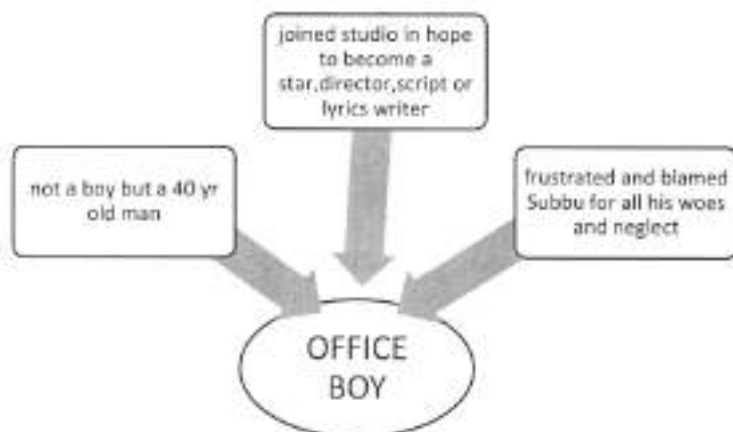 joined studio in hope
to become a
star,director,script or
lyrics writer
not a boy but a 40 yr
old man
frustrated and blamed
Subbu for all his woes
and neglect
OFFICE
BOY